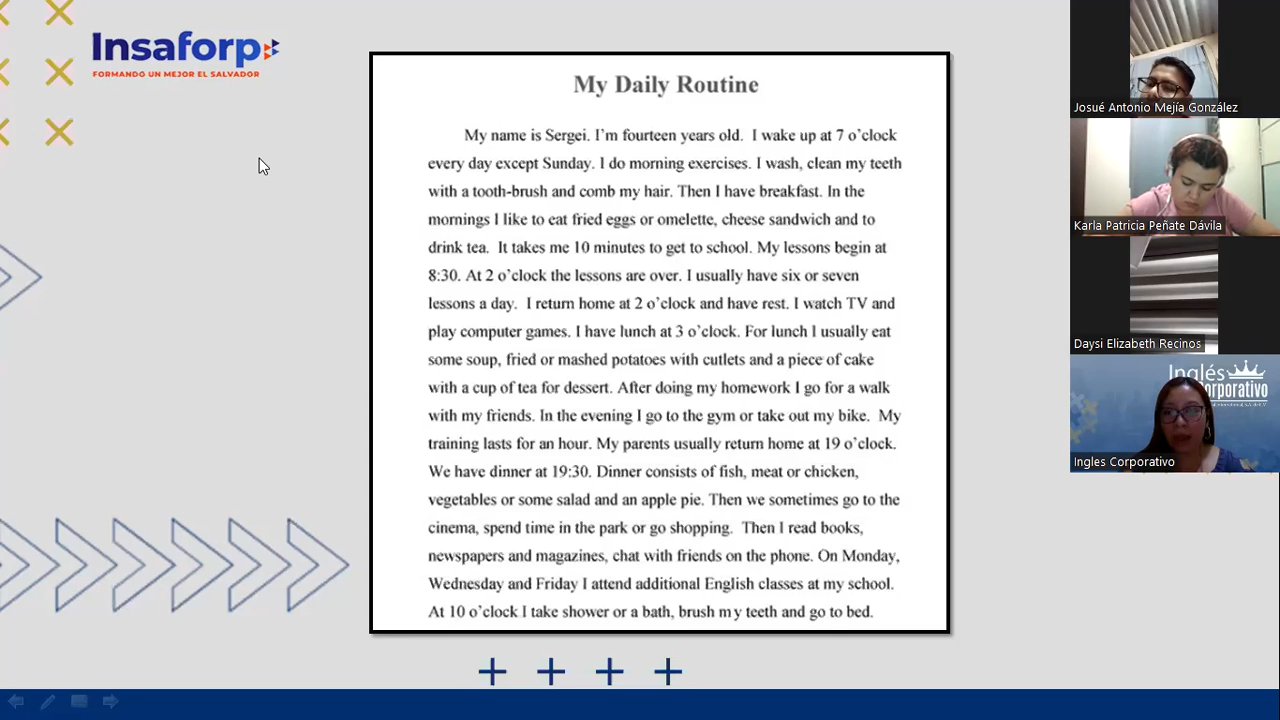 Insaforp
FORMANDO UN MEJOR EL SALVADOR
My Daily Routine
My name is Sergei. I'm fourteen years old. I wake up at 7 o'clock
every day except Sunday. I do morning exercises. I wash, clean my teeth
with a tooth-brush and comb my hair. Then I have breakfast. In the
mornings I like to eat fried eggs or omelette, cheese sandwich and to
drink tea. It takes me 10 minutes to get to school. My lessons begin at
8:30. At 2 o'clock the lessons are over. I usually have six or seven
lessons a day. I return home at 2 o'clock and have rest. I watch TV and
play computer games. I have lunch at 3 o'clock. For lunch I usually eat
some soup, fried or mashed potatoes with cutlets and a piece of cake
with a cup of tea for dessert. After doing my homework I go for a walk
with my friends. In the evening I go to the gym or take out my bike. My
training lasts for an hour. My parents usually return home at 19 o'clock.
We have dinner at 19:30. Dinner consists of fish, meat or chicken,
vegetables or some salad and an apple pie. Then we sometimes go to the
cinema, spend time in the park or go shopping. Then I read books,
newspapers and magazines, chat with friends on the phone. On Monday,
Wednesday and Friday I attend additional English classes at my school.
At 10 o'clock I take shower or a bath, brush my teeth and go to bed.
Josué Antonio Mejía González
Karla Patricia Peñate Dávila
Daysi Elizabeth Recinos
Inglés
Corporativo
Ingles Corporativo